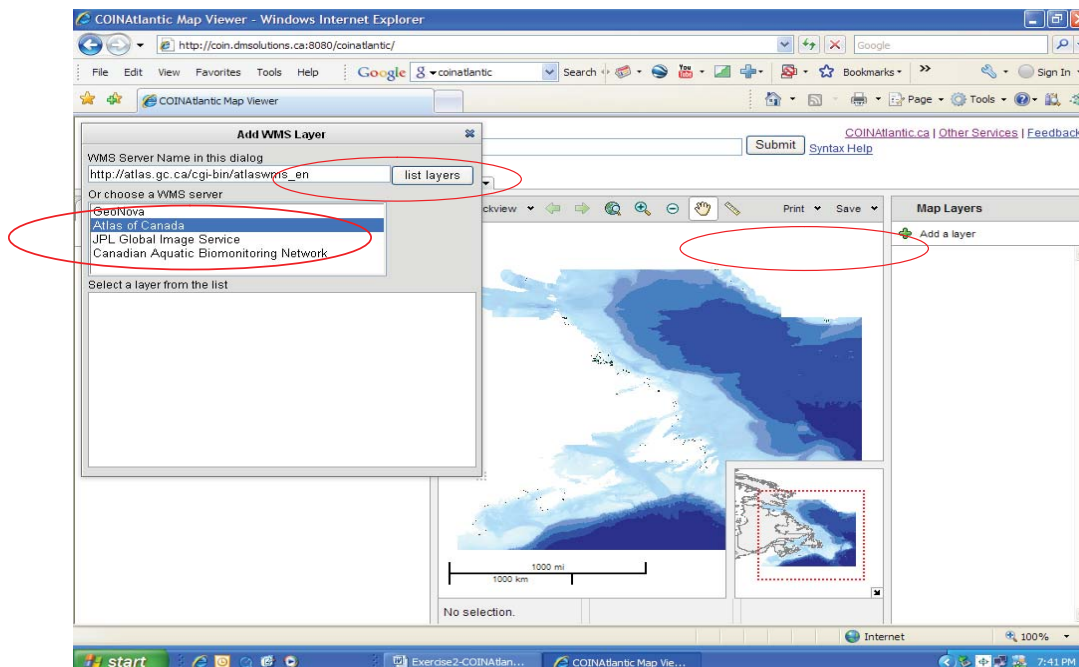 COINAtlantic Map Viewer - Windows Internet Explorer
http://coin.dmsolutions.ca:8080/coinatlantic/
Google
File Edit View Favorites Tools Help
Google
coinatlantic
Search
Bookmarks
»
Sign In
COINAtlantic Map Viewer
Page
Tools
COINAtlantic.ca | Other Services | Feedback
Submit
Syntax Help
Add WMS Layer
WMS Server Name in this dialog
http://atlas.gc.ca/cgi-bin/atlaswms_en
list layers
Or choose a WMS server
GeoNova
Atlas of Canada
JPL Global Image Service
Canadian Aquatic Biomonitoring Network
Select a layer from the list
ckview
Print
Save
Map Layers
Add a layer
1000 mi
1000 km
No selection.
Internet
100%
start
Exercise2-COINAtlan...
COINAtlantic Map Vie...
7:41 PM